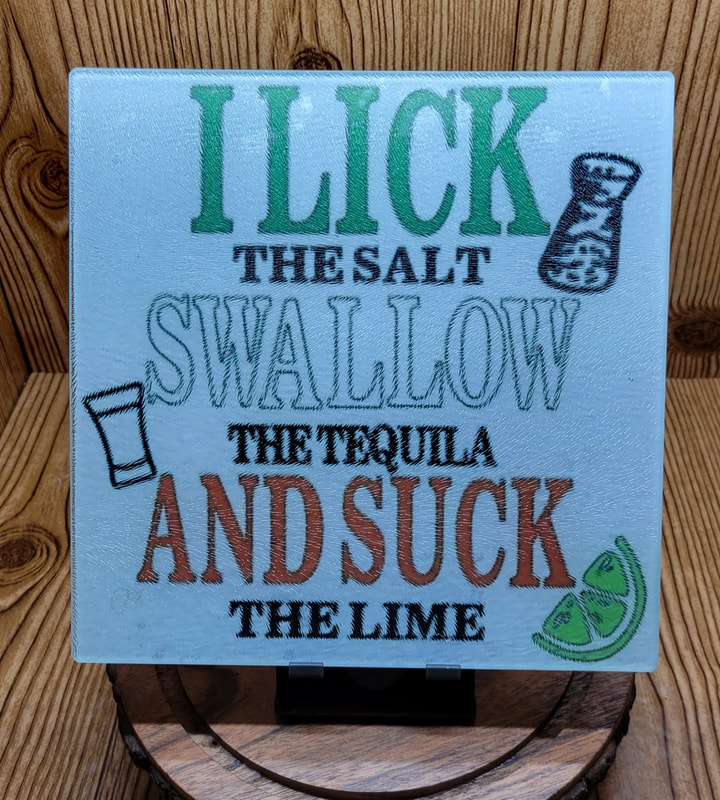 I LICK
THE SALT
SWALLOW
THE TEQUILA
AND SUCK
THE LIME